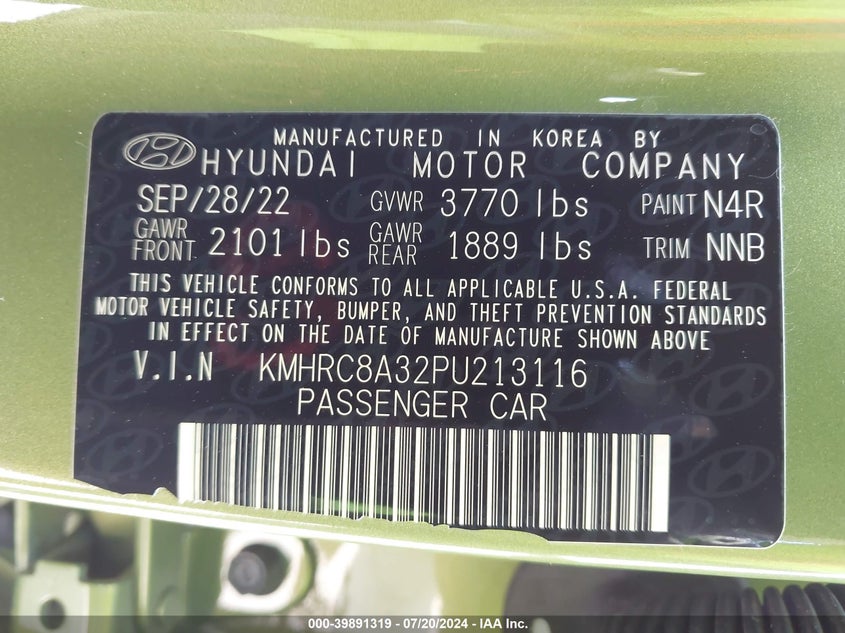 MANUFACTURED IN KOREA BY
HYUNDAI MOTOR COMPANY
SEP/28/22 GVWR 3770 lbs PAINT N4R
GAWR FRONT 2101 lbs GAWR REAR 1889 lbs TRIM NNB
THIS VEHICLE CONFORMS TO ALL APPLICABLE U.S.A. FEDERAL
MOTOR VEHICLE SAFETY, BUMPER, AND THEFT PREVENTION STANDARDS
IN EFFECT ON THE DATE OF MANUFACTURE SHOWN ABOVE
V.I.N KMHRC8A32PU213116
PASSENGER CAR
000-39891319 / 07/20/2024 - IAA Inc.